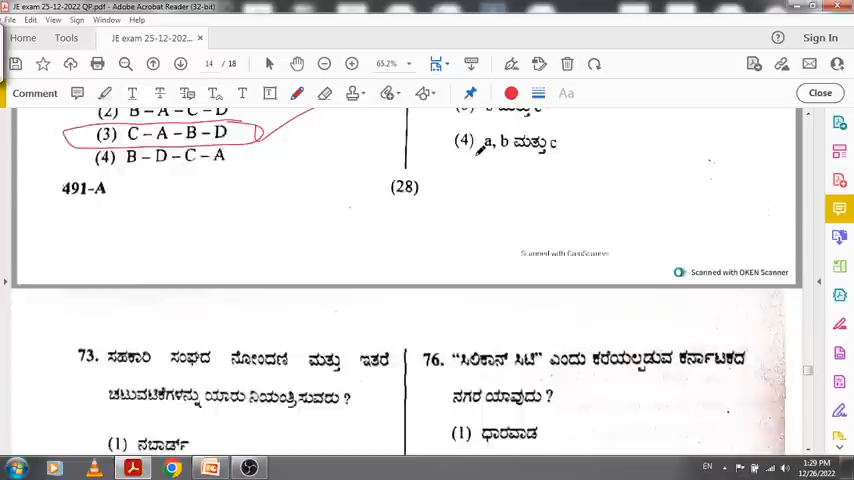 JE exam 25-12-2022 QP.pdf - Adobe Acrobat Reader (32-bit)
File Edit View Sign Window Help
Home Tools JE exam 25-12-202... × Sign In
14 / 18 65.2%
Comment Aa Close
(2) B – A – C – D
(3) C – A – B – D
(4) B – D – C – A
491-A
(4) a, b ಮತ್ತು c
(28)
Scanned with CamScanner
Scanned with OKEN Scanner
73. ಸಹಕಾರಿ ಸಂಘದ ನೋಂದಣಿ ಮತ್ತು ಇತರೆ
ಚಟುವಟಿಕೆಗಳನ್ನು ಯಾರು ನಿಯಂತ್ರಿಸುವರು ?
(1) ನಬಾರ್ಡ್
76. “ಸಿಲಿಕಾನ್ ಸಿಟಿ” ಎಂದು ಕರೆಯಲ್ಪಡುವ ಕರ್ನಾಟಕದ
ನಗರ ಯಾವುದು ?
(1) ಧಾರವಾಡ
EN 1:29 PM
12/26/2022